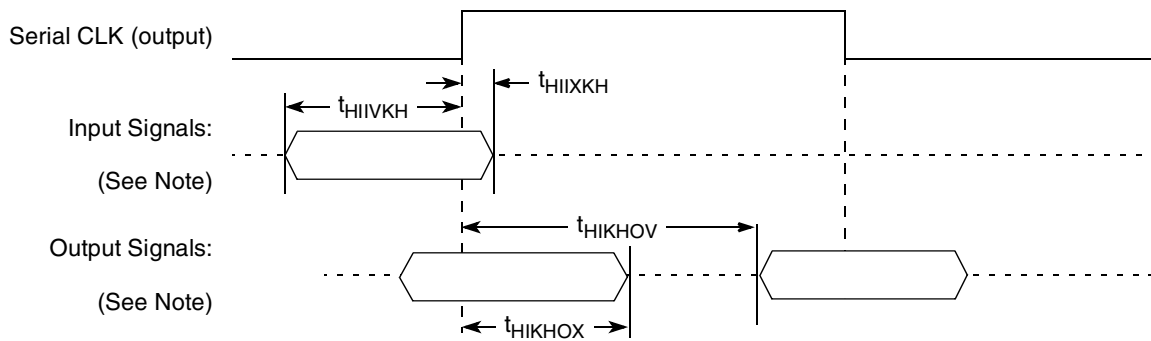 Serial CLK (output)
tHIIXKH
tHIIVKH
Input Signals:
(See Note)
tHIKHOV
Output Signals:
(See Note)
tHIKHOX